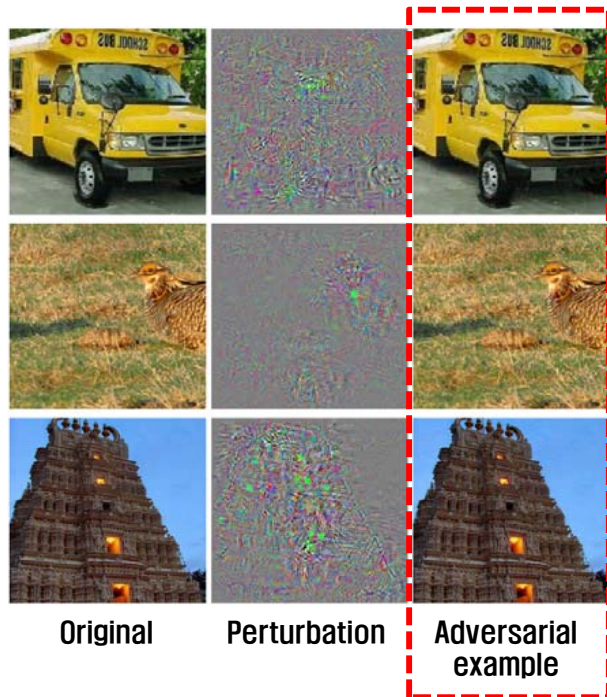 SCHOOL BUS
SCHOOL BUS
Original
Perturbation
Adversarial
example